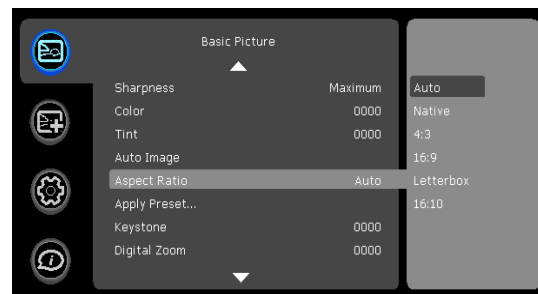 Basic Picture
Sharpness Maximum
Color 0000
Tint 0000
Auto Image
Aspect Ratio Auto
Apply Preset...
Keystone 0000
Digital Zoom 0000
Auto
Native
4:3
16:9
Letterbox
16:10